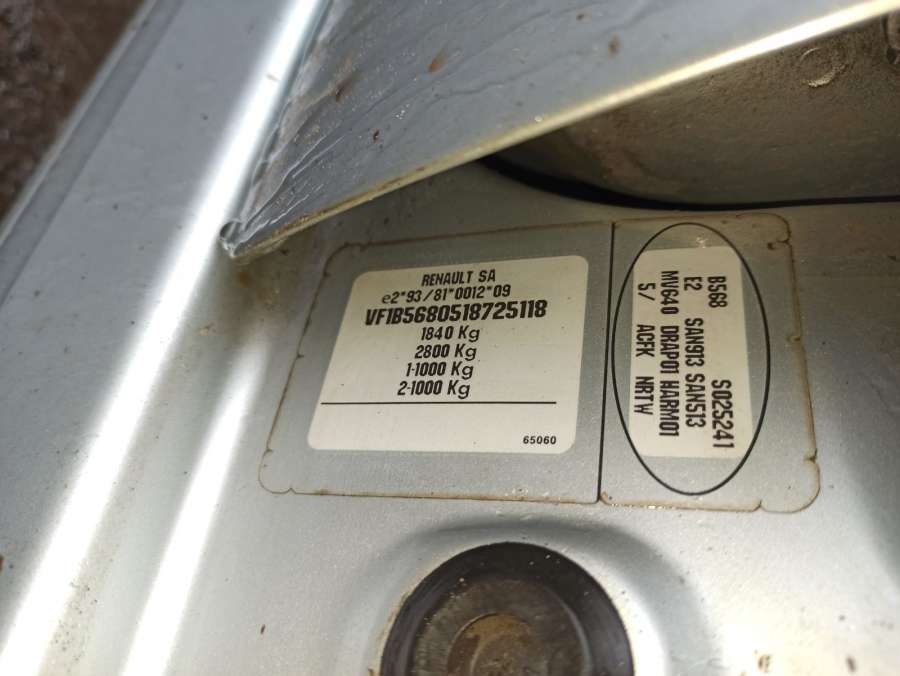 RENAULT SA
e2*93/81*0012*09
VF1B5680518725118
1840 Kg
2800 Kg
1-1000 Kg
2-1000 Kg
65060
B568 S025241
E2 SAN913 SAN513
MV640 DRAP01 HARM01
5/ ACFK NRTW